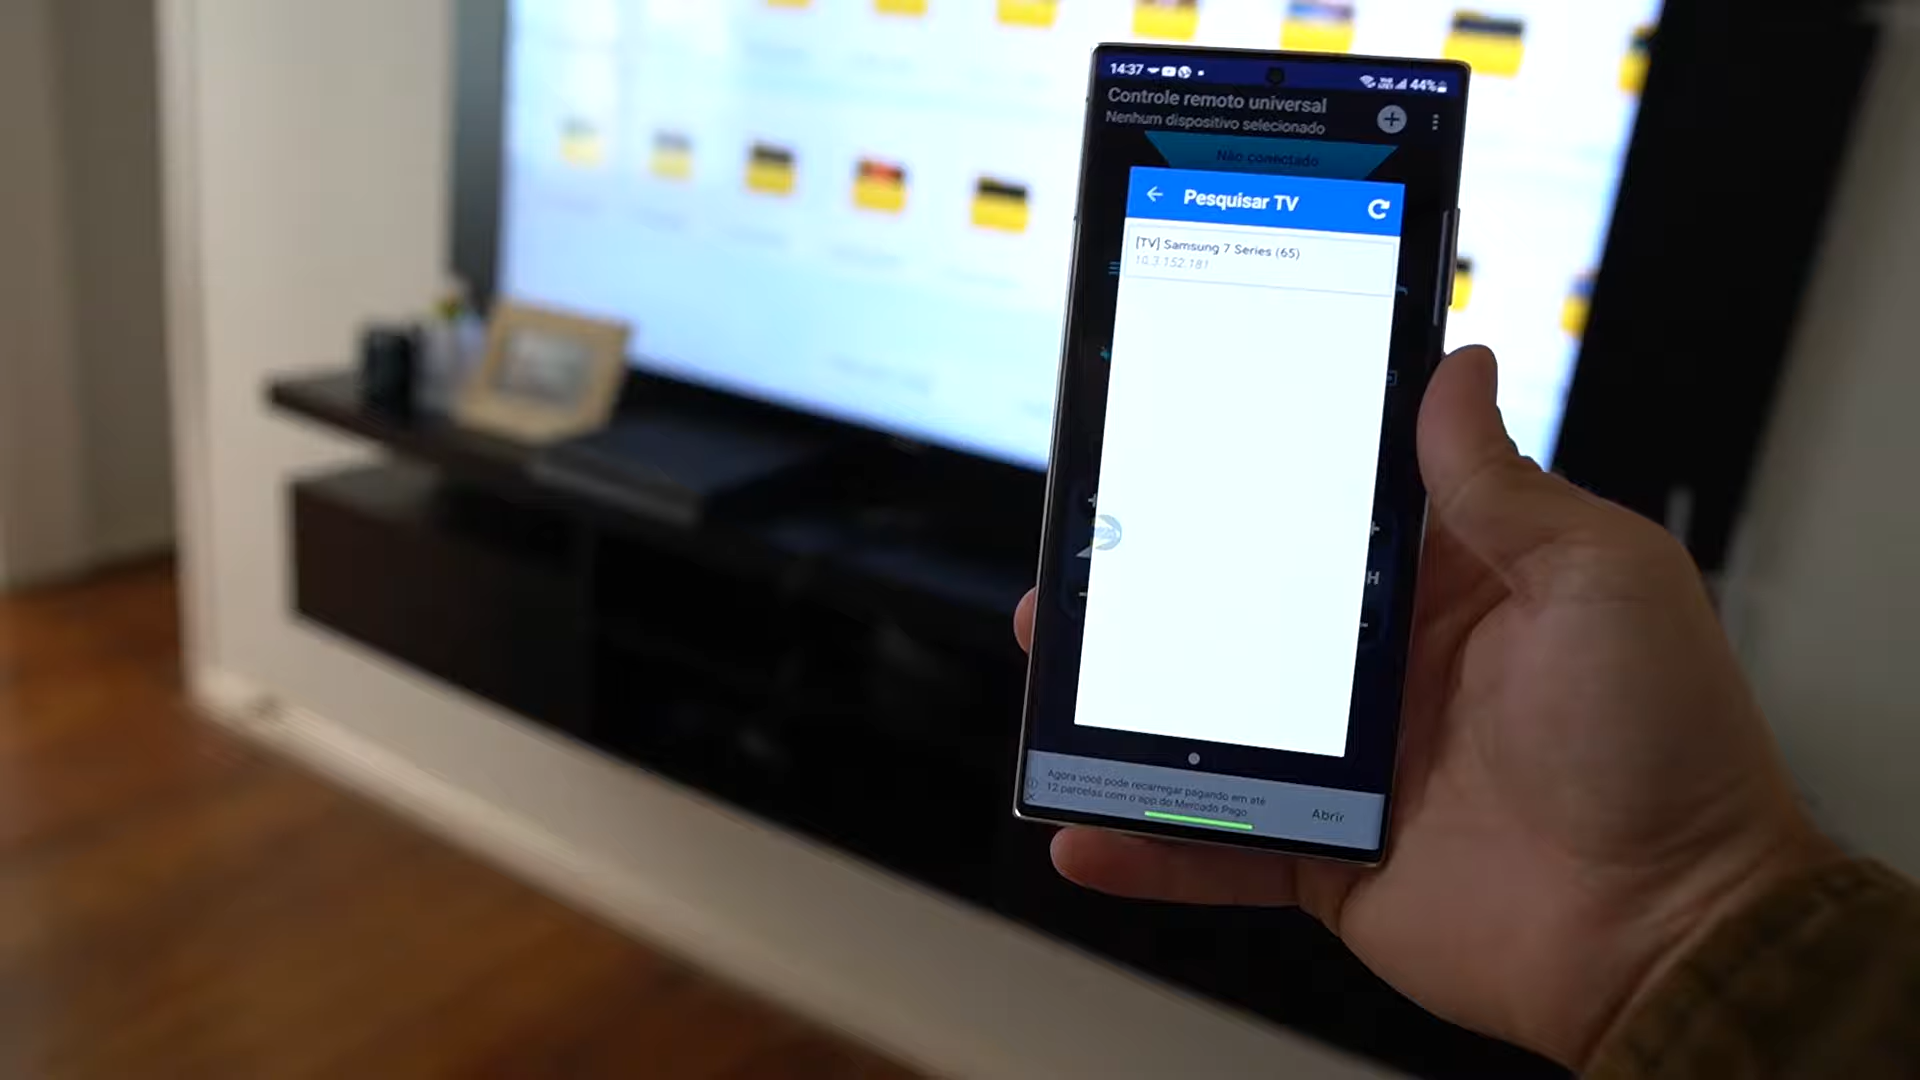 14:37
44%
Controle remoto universal
Nenhum dispositivo selecionado
Não conectado
Pesquisar TV
[TV] Samsung 7 Series (65)
10.3.152.181
H
Agora você pode recarregar pagando em até
12 parcelas com o app do Mercado Pago
Abrir